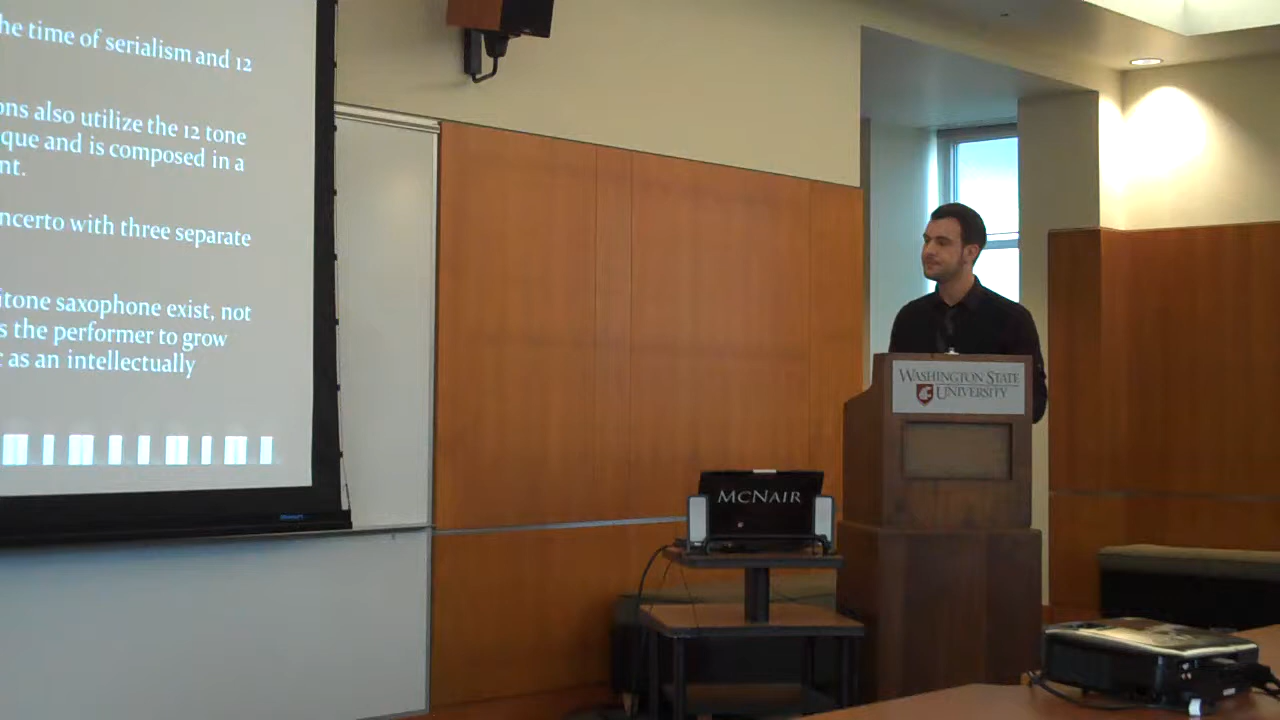 he time of serialism and 12
ons also utilize the 12 tone
que and is composed in a
nt.
ncerto with three separate
itone saxophone exist, not
s the performer to grow
as an intellectually
WASHINGTON STATE
UNIVERSITY
MCNAIR